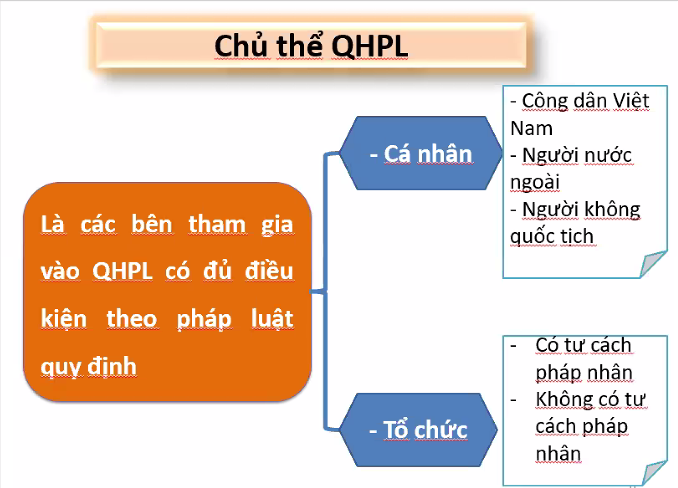 Chủ thể QHPL
Là các bên tham gia
vào QHPL có đủ điều
kiện theo pháp luật
quy định
- Cá nhân
- Công dân Việt
Nam
- Người nước
ngoài
- Người không
quốc tịch
- Tổ chức
- Có tư cách
pháp nhân
- Không có tư
cách pháp
nhân